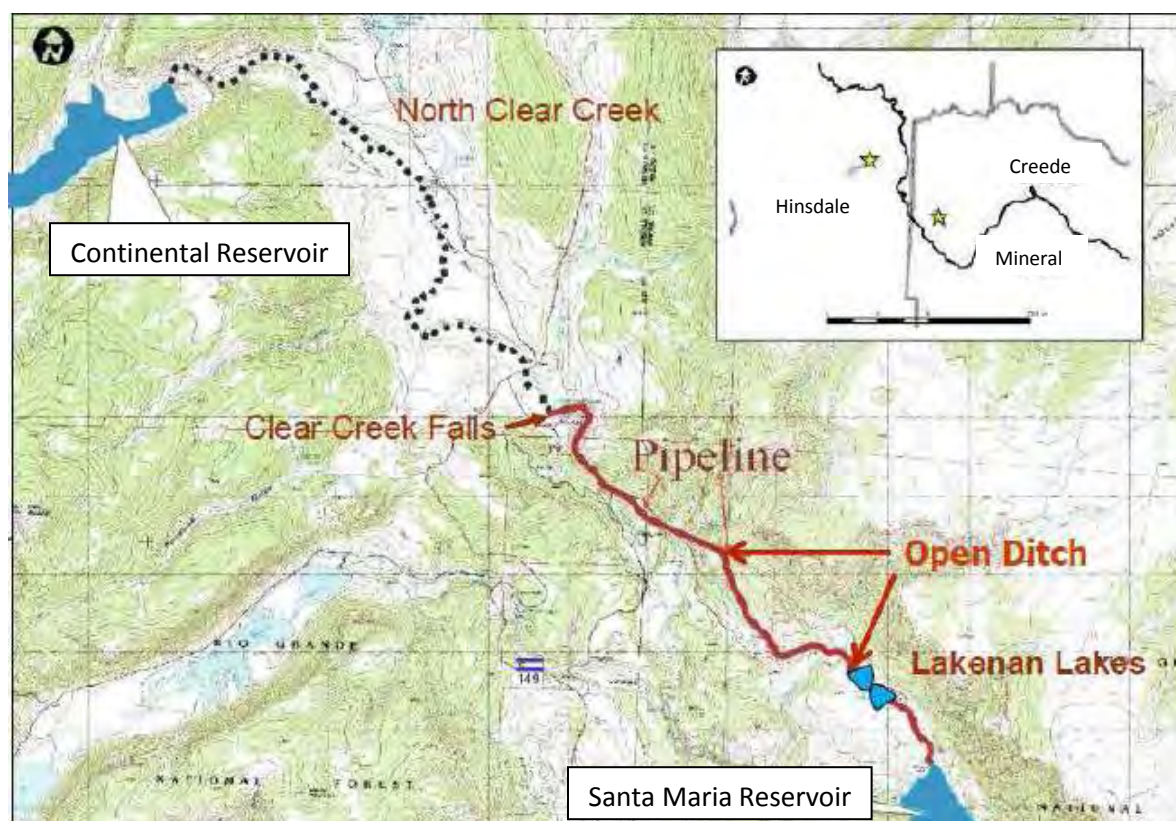 N
North Clear Creek
Creede
Hinsdale
Mineral
Continental Reservoir
Clear Creek Falls
Pipeline
Open Ditch
RIO GRANDE
149
Lakenan Lakes
NATIONAL FOREST
Santa Maria Reservoir
NATIONAL